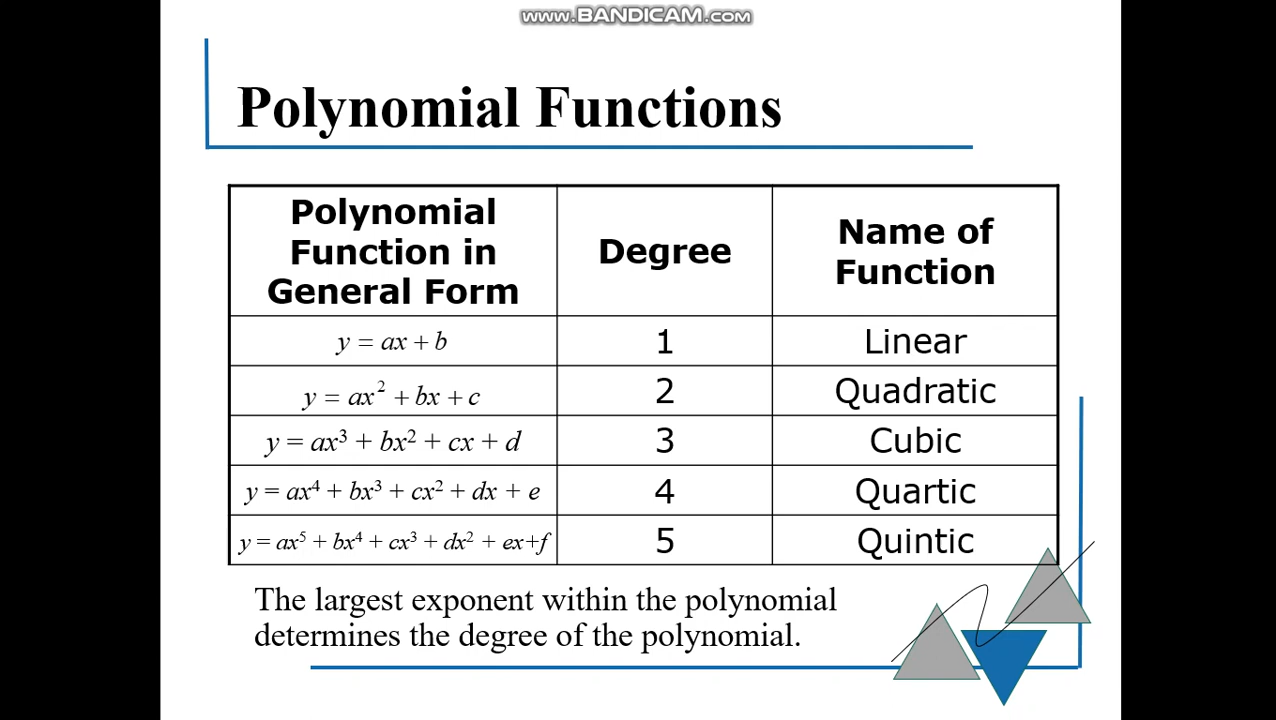 www.BANDICAM.com
Polynomial Functions
Polynomial
Function in
General Form
Degree
Name of
Function
y = ax + b
1
Linear
y = ax² + bx + c
2
Quadratic
y = ax³ + bx² + cx + d
3
Cubic
y = ax⁴ + bx³ + cx² + dx + e
4
Quartic
y = ax⁵ + bx⁴ + cx³ + dx² + ex+f
5
Quintic
The largest exponent within the polynomial
determines the degree of the polynomial.